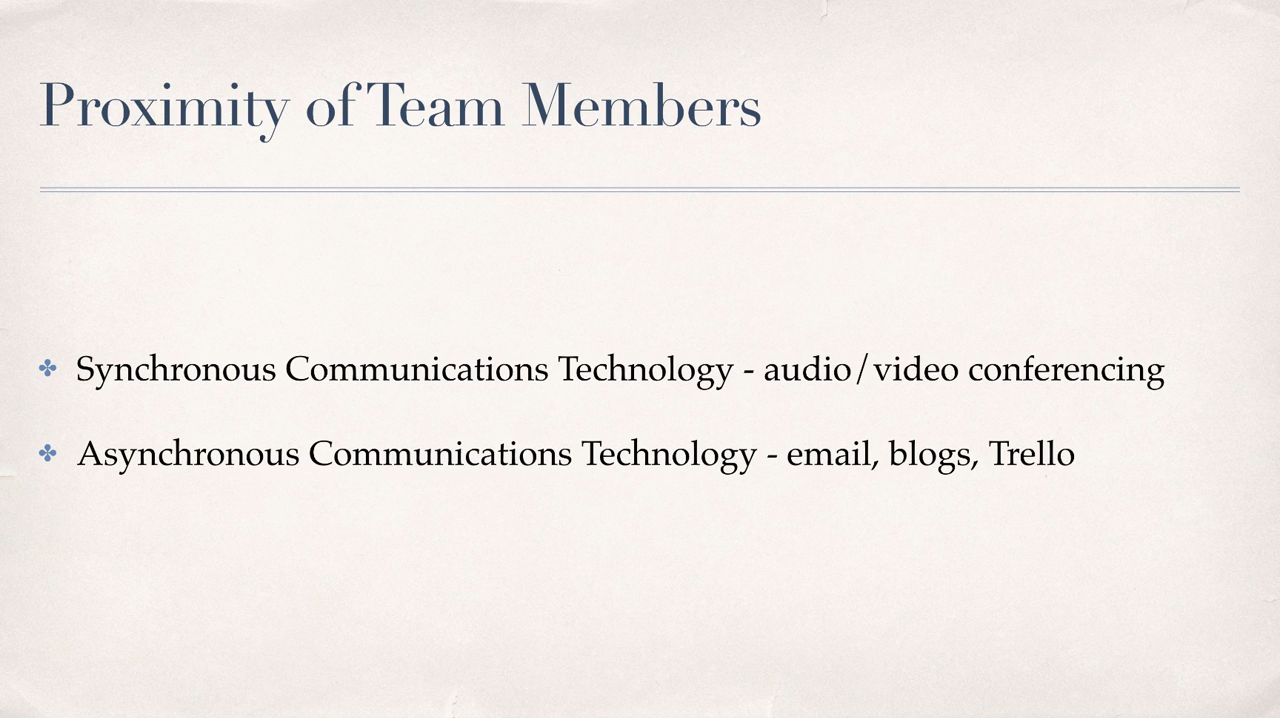 Proximity of Team Members
Synchronous Communications Technology - audio/video conferencing
Asynchronous Communications Technology - email, blogs, Trello